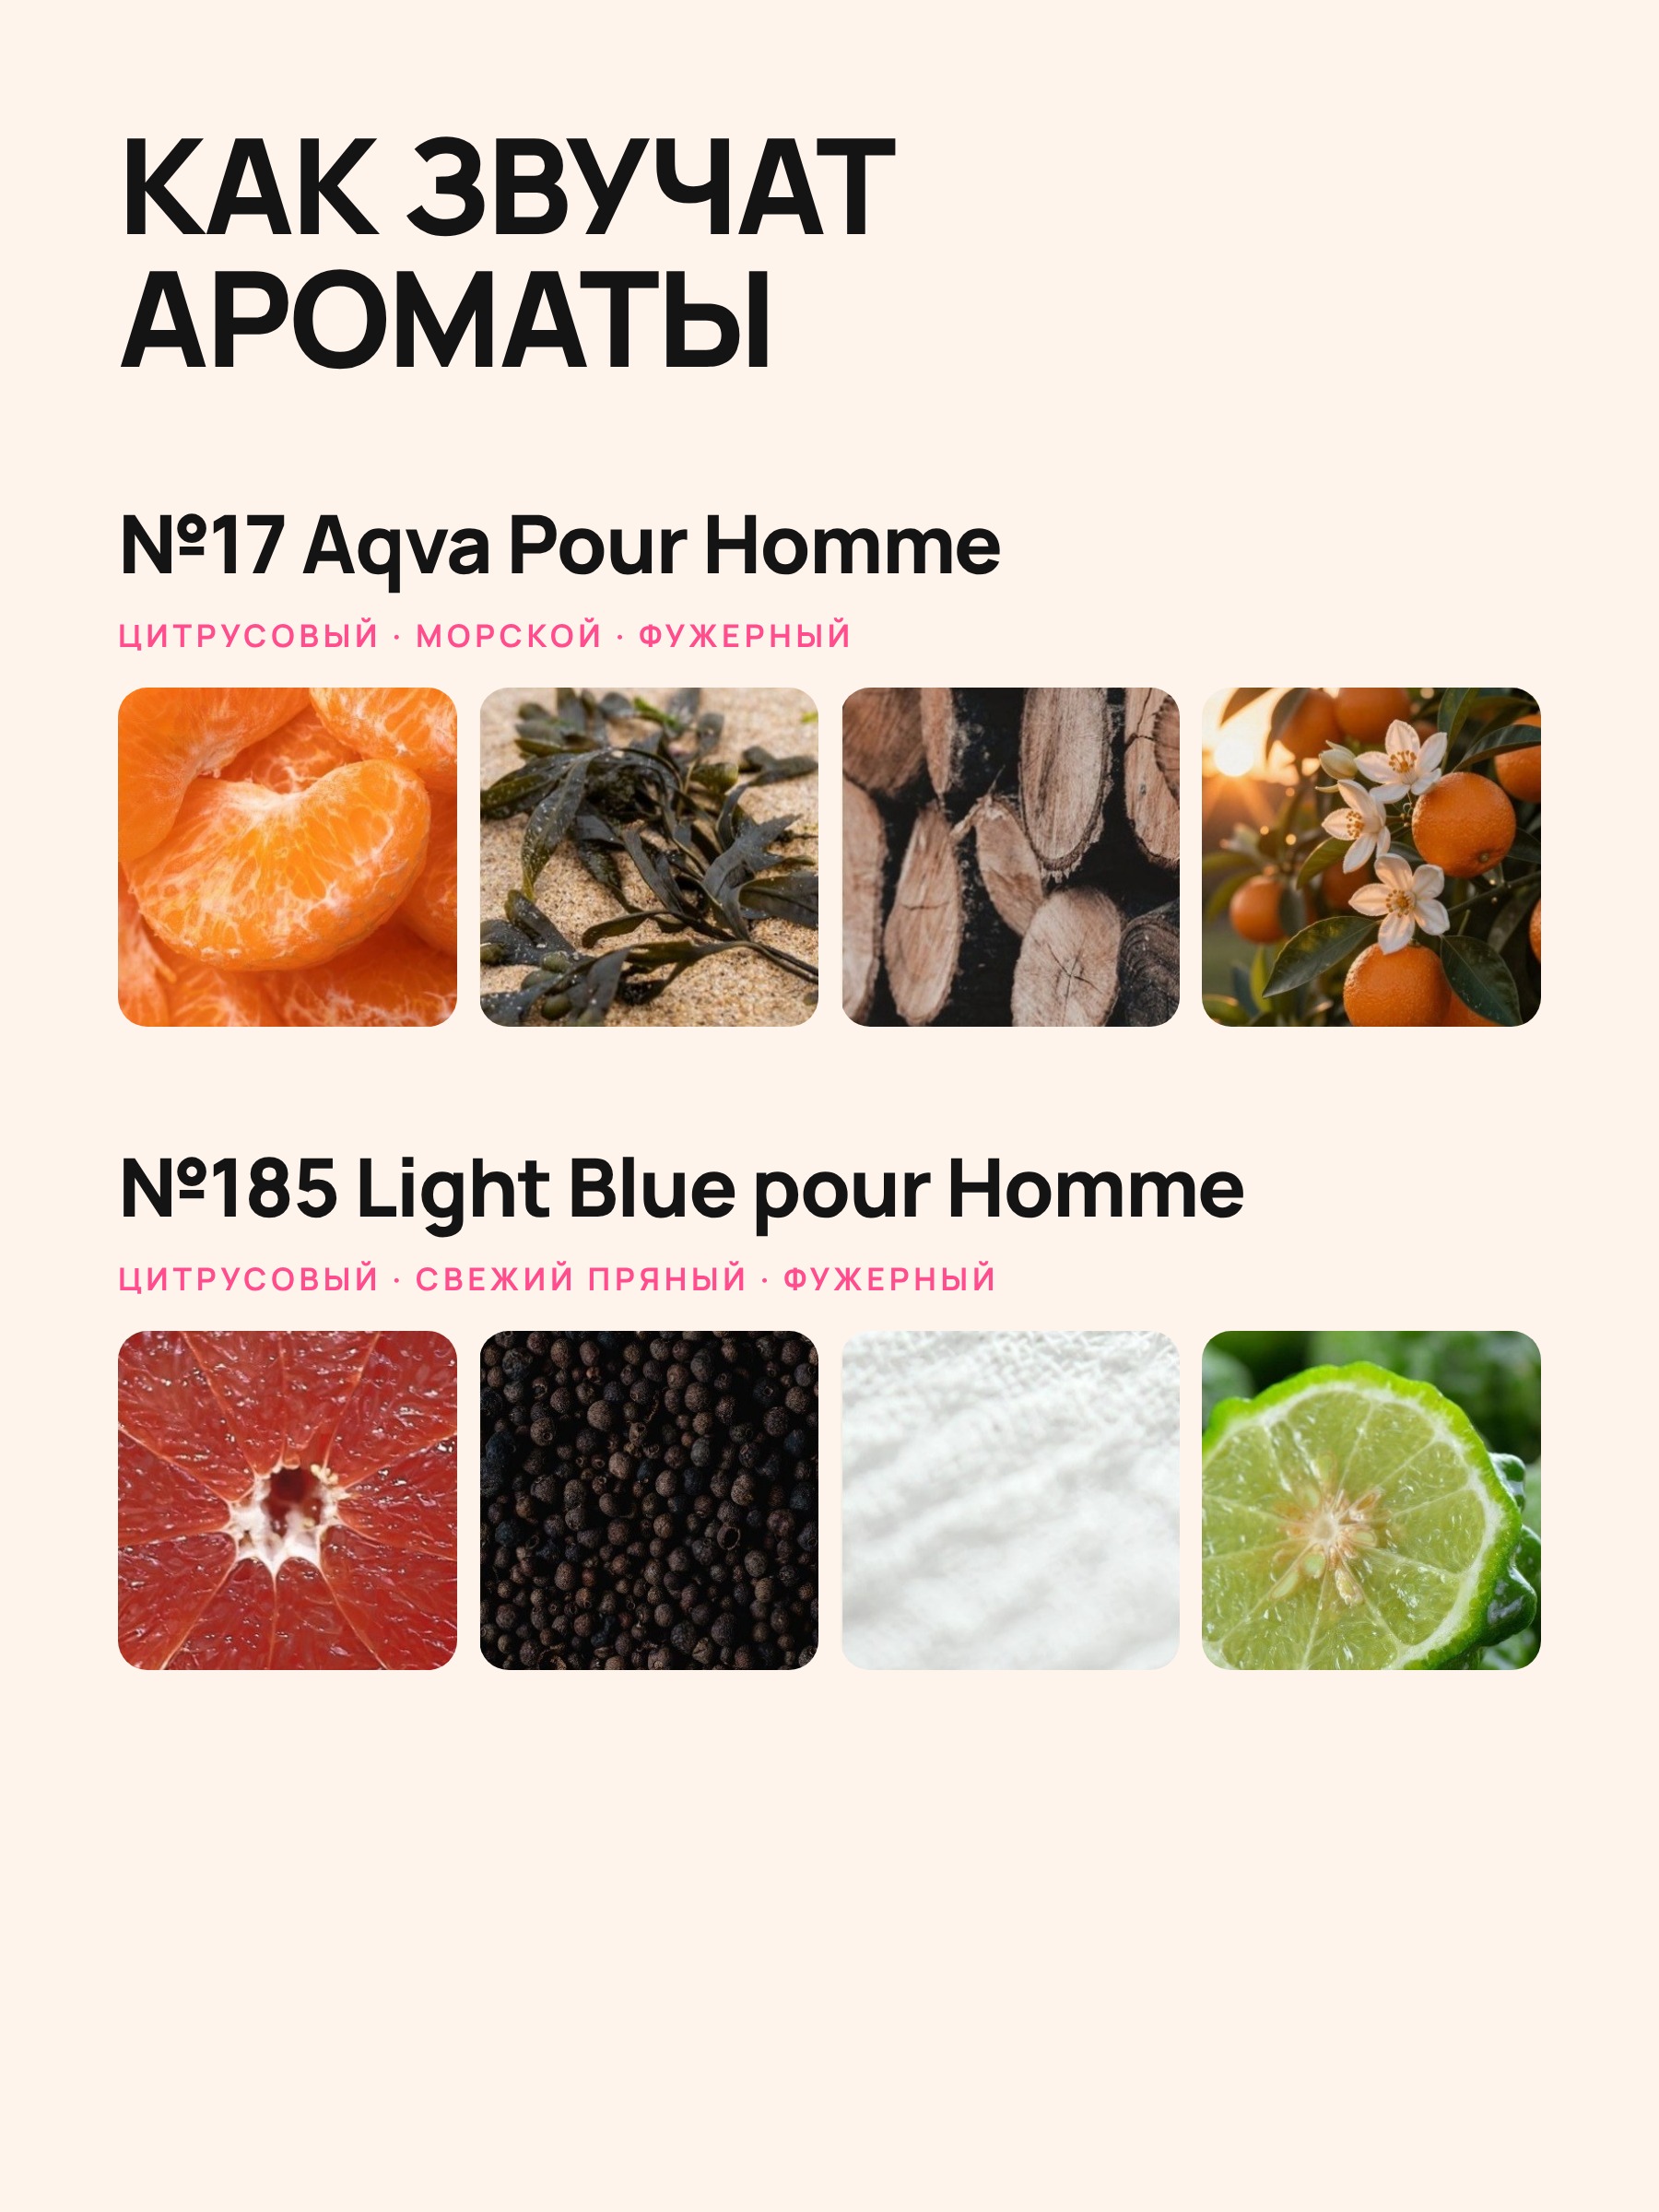 КАК ЗВУЧАТ
АРОМАТЫ
№17 Aqva Pour Homme
ЦИТРУСОВЫЙ · МОРСКОЙ · ФУЖЕРНЫЙ
№185 Light Blue pour Homme
ЦИТРУСОВЫЙ · СВЕЖИЙ ПРЯНЫЙ · ФУЖЕРНЫЙ